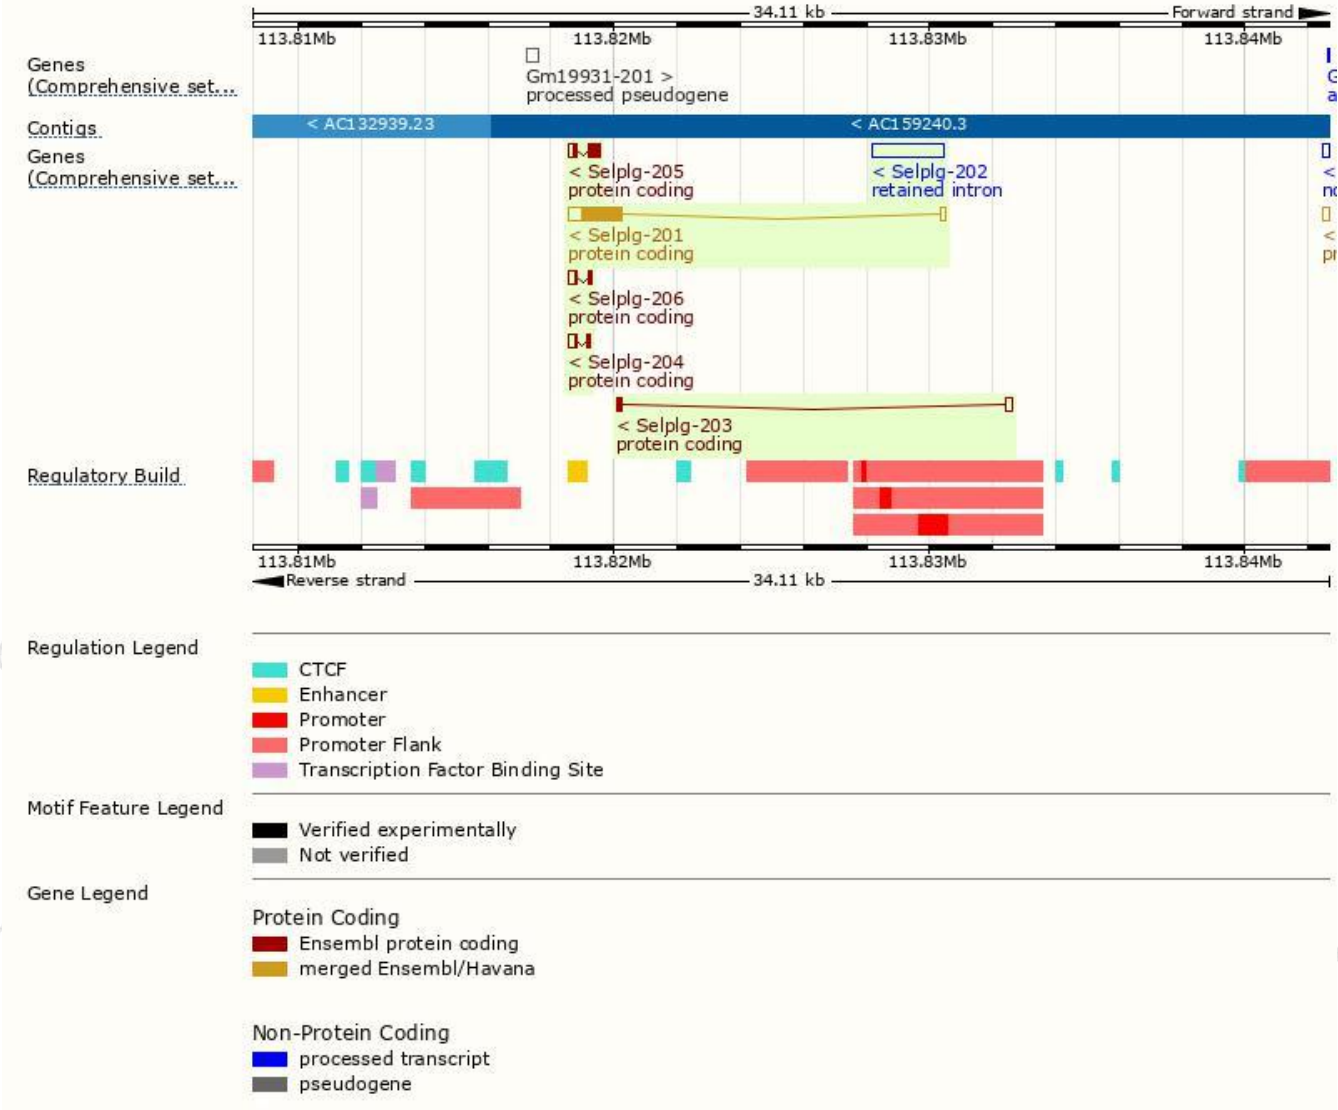 34.11 kb Forward strand
113.81Mb 113.82Mb 113.83Mb 113.84Mb
Genes
(Comprehensive set...
Gm19931-201 >
processed pseudogene
G
a
Contigs
< AC132939.23 < AC159240.3
Genes
(Comprehensive set...
< Selplg-205
protein coding
< Selplg-202
retained intron
<
no
< Selplg-201
protein coding
<
pr
< Selplg-206
protein coding
< Selplg-204
protein coding
< Selplg-203
protein coding
Regulatory Build
113.81Mb 113.82Mb 113.83Mb 113.84Mb
Reverse strand 34.11 kb
Regulation Legend
CTCF
Enhancer
Promoter
Promoter Flank
Transcription Factor Binding Site
Motif Feature Legend
Verified experimentally
Not verified
Gene Legend
Protein Coding
Ensembl protein coding
merged Ensembl/Havana
Non-Protein Coding
processed transcript
pseudogene